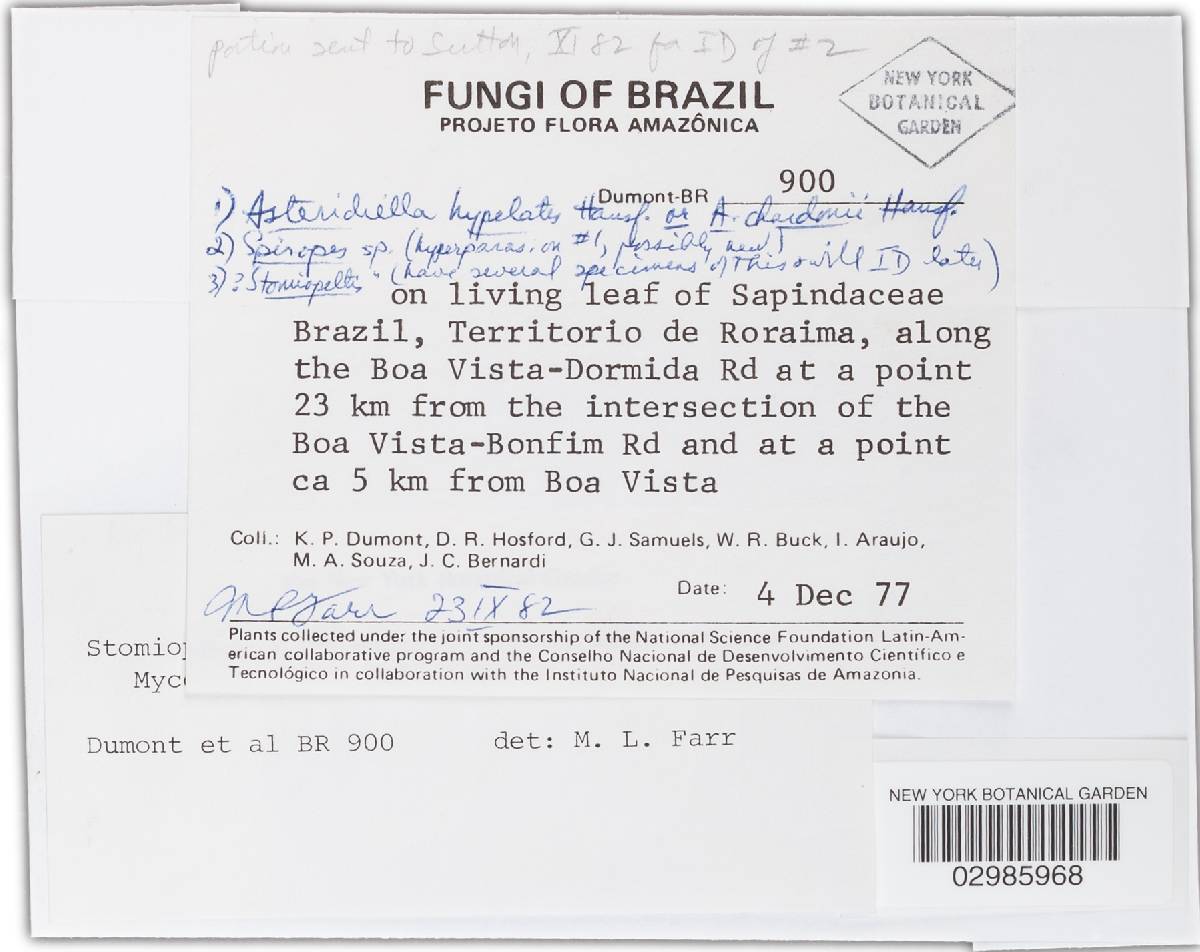 portion sent to Sutton, XI 82 for ID of #2
FUNGI OF BRAZIL
PROJETO FLORA AMAZÔNICA
NEW YORK
BOTANICAL
GARDEN
Dumont-BR 900
1) Asteridiella hypelates Hansf. or A. chardonii Hansf.
2) Spiropes sp. (hyperparas. on #1, possibly new)
3) ? Stomiopeltis " (have several specimens of this & will ID later)
on living leaf of Sapindaceae
Brazil, Territorio de Roraima, along
the Boa Vista-Dormida Rd at a point
23 km from the intersection of the
Boa Vista-Bonfim Rd and at a point
ca 5 km from Boa Vista
Coll.: K. P. Dumont, D. R. Hosford, G. J. Samuels, W. R. Buck, I. Araujo,
M. A. Souza, J. C. Bernardi
Date: 4 Dec 77
ML Farr 23 IX 82
Plants collected under the joint sponsorship of the National Science Foundation Latin-Am-
erican collaborative program and the Conselho Nacional de Desenvolvimento Científico e
Tecnológico in collaboration with the Instituto Nacional de Pesquisas de Amazonia.
Stomiop
Myc
Dumont et al BR 900 det: M. L. Farr
NEW YORK BOTANICAL GARDEN
02985968